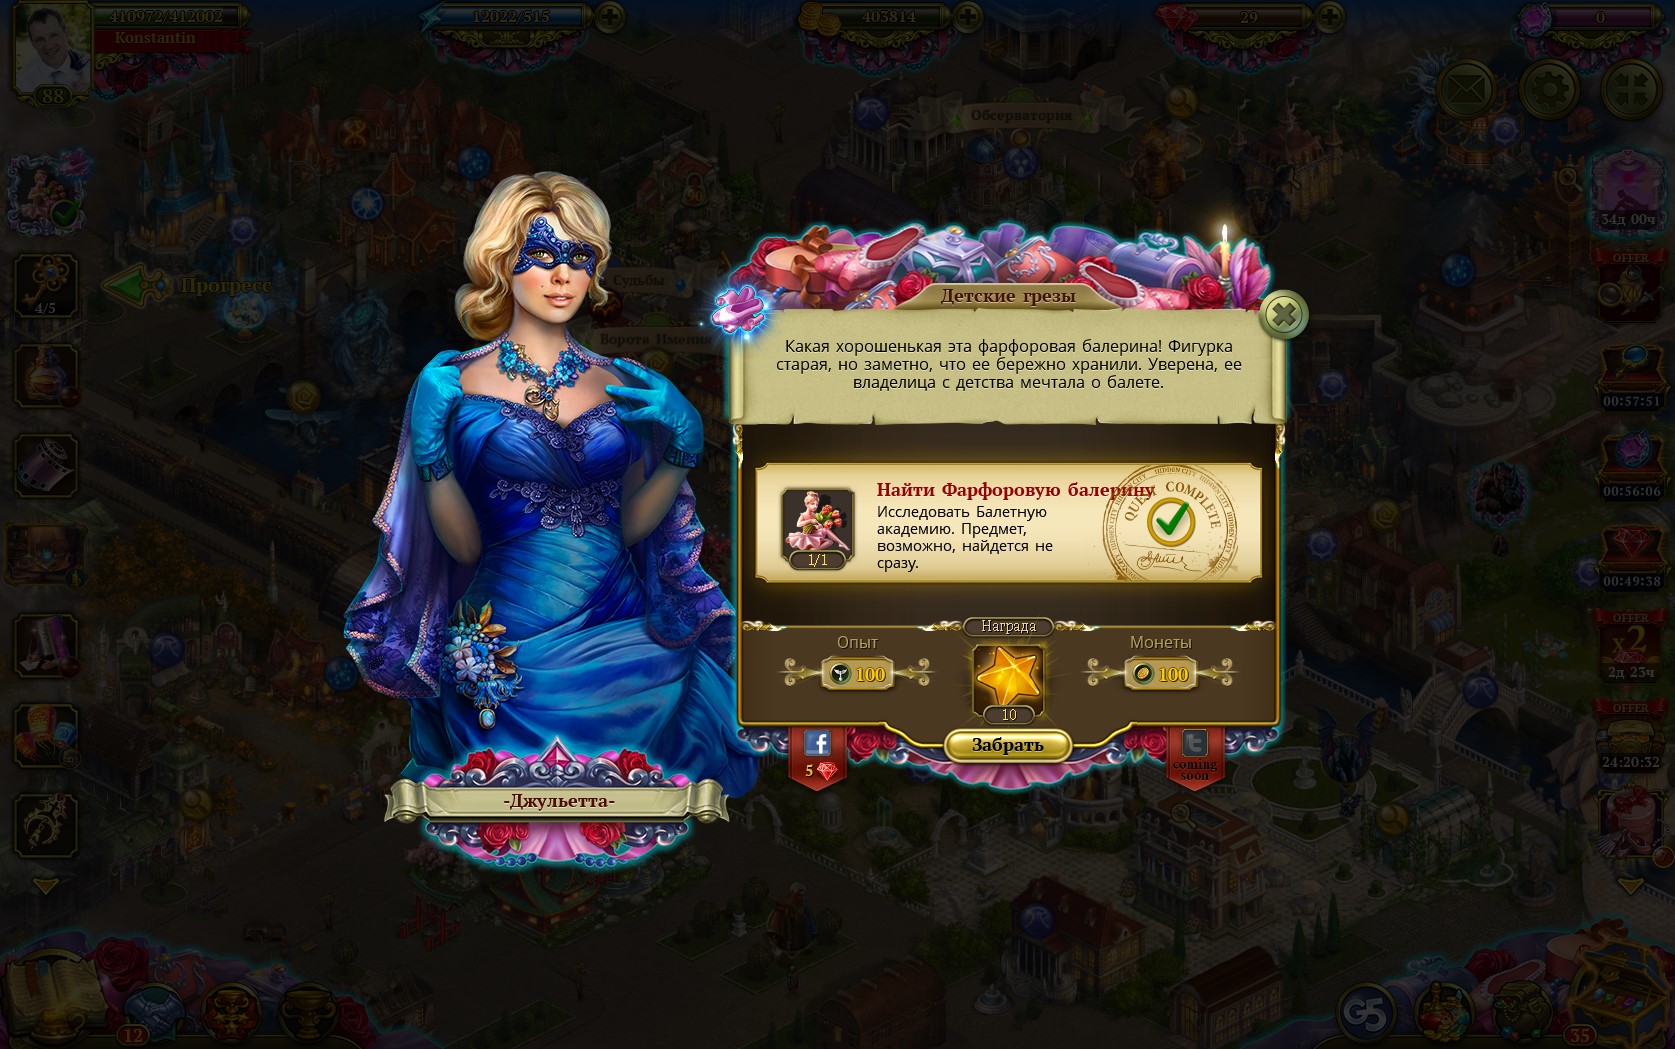 410972/412002
12022/515
403814
29
0
Konstantin
88
Обсерватория
34д 00ч
OFFER
Судьбы
Прогресс
4/5
Детские грезы
Ворота Имения
Какая хорошенькая эта фарфоровая балерина! Фигурка
старая, но заметно, что ее бережно хранили. Уверена, ее
владелица с детства мечтала о балете.
00:57:51
Найти Фарфоровую балерину
Исследовать Балетную
академию. Предмет,
возможно, найдется не
сразу.
1/1
HIDDEN CITY
QUEST COMPLETE
00:56:06
00:49:38
OFFER
x2
2д 23ч
Награда
Опыт
100
Монеты
100
10
OFFER
Забрать
f
5
t
coming
soon
24:20:32
-Джульетта-
G5
12
35